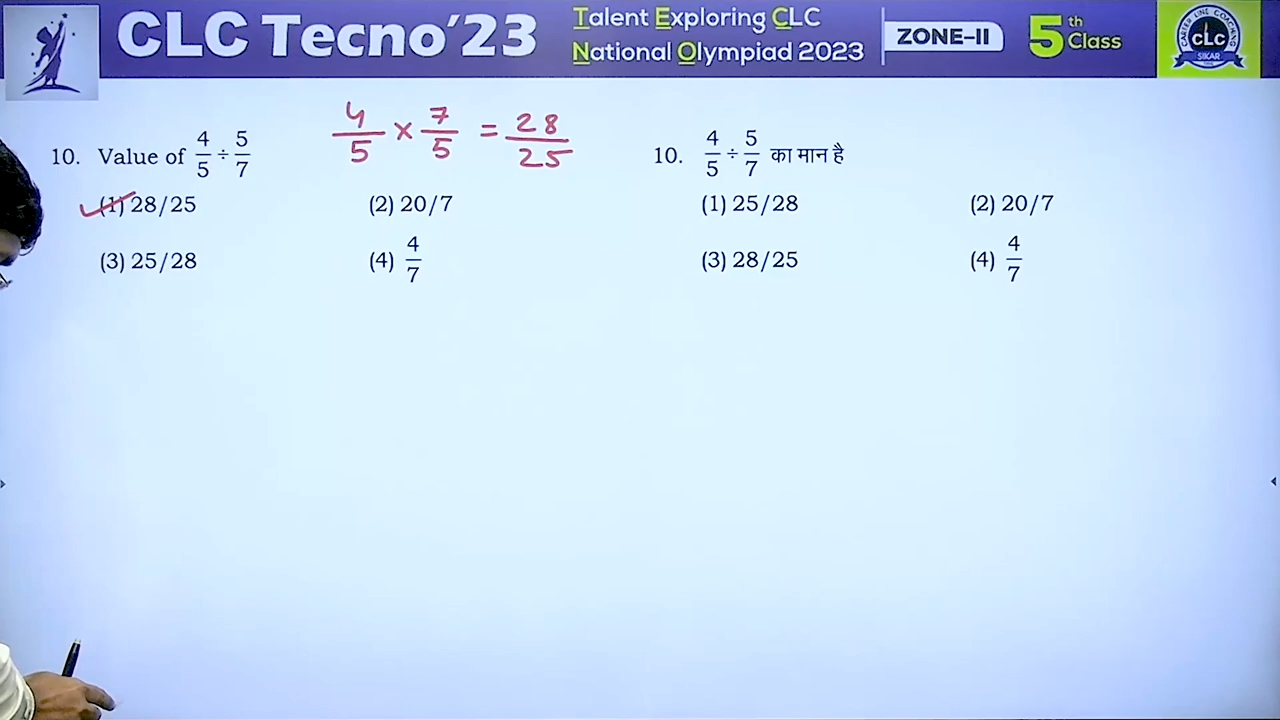 CLC Tecno'23
Talent Exploring CLC
National Olympiad 2023
ZONE-II
5th Class
CAREER LINE COACHING
CLC
SIKAR
10. Value of 4/5 ÷ 5/7
4/5 × 7/5 = 28/25
(1) 28/25 (2) 20/7
(3) 25/28 (4) 4/7
10. 4/5 ÷ 5/7 का मान है
(1) 25/28 (2) 20/7
(3) 28/25 (4) 4/7